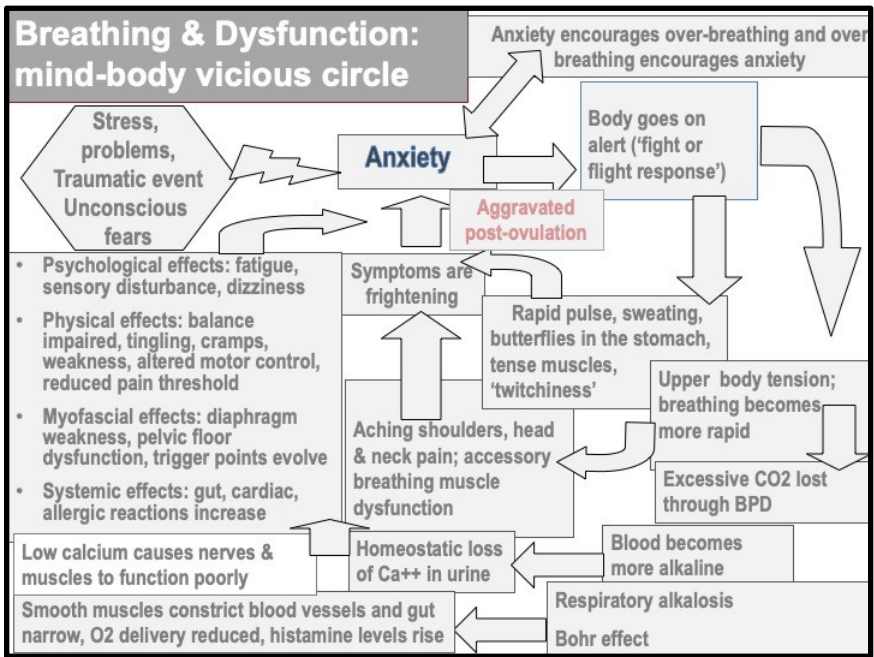 Breathing & Dysfunction:
mind-body vicious circle
Anxiety encourages over-breathing and over
breathing encourages anxiety
Stress,
problems,
Traumatic event
Unconscious
fears
Anxiety
Body goes on
alert (‘fight or
flight response’)
Aggravated
post-ovulation
• Psychological effects: fatigue,
sensory disturbance, dizziness
• Physical effects: balance
impaired, tingling, cramps,
weakness, altered motor control,
reduced pain threshold
• Myofascial effects: diaphragm
weakness, pelvic floor
dysfunction, trigger points evolve
• Systemic effects: gut, cardiac,
allergic reactions increase
Symptoms are
frightening
Rapid pulse, sweating,
butterflies in the stomach,
tense muscles,
‘twitchiness’
Upper body tension;
breathing becomes
more rapid
Aching shoulders, head
& neck pain; accessory
breathing muscle
dysfunction
Excessive CO2 lost
through BPD
Low calcium causes nerves &
muscles to function poorly
Homeostatic loss
of Ca++ in urine
Blood becomes
more alkaline
Smooth muscles constrict blood vessels and gut
narrow, O2 delivery reduced, histamine levels rise
Respiratory alkalosis
Bohr effect